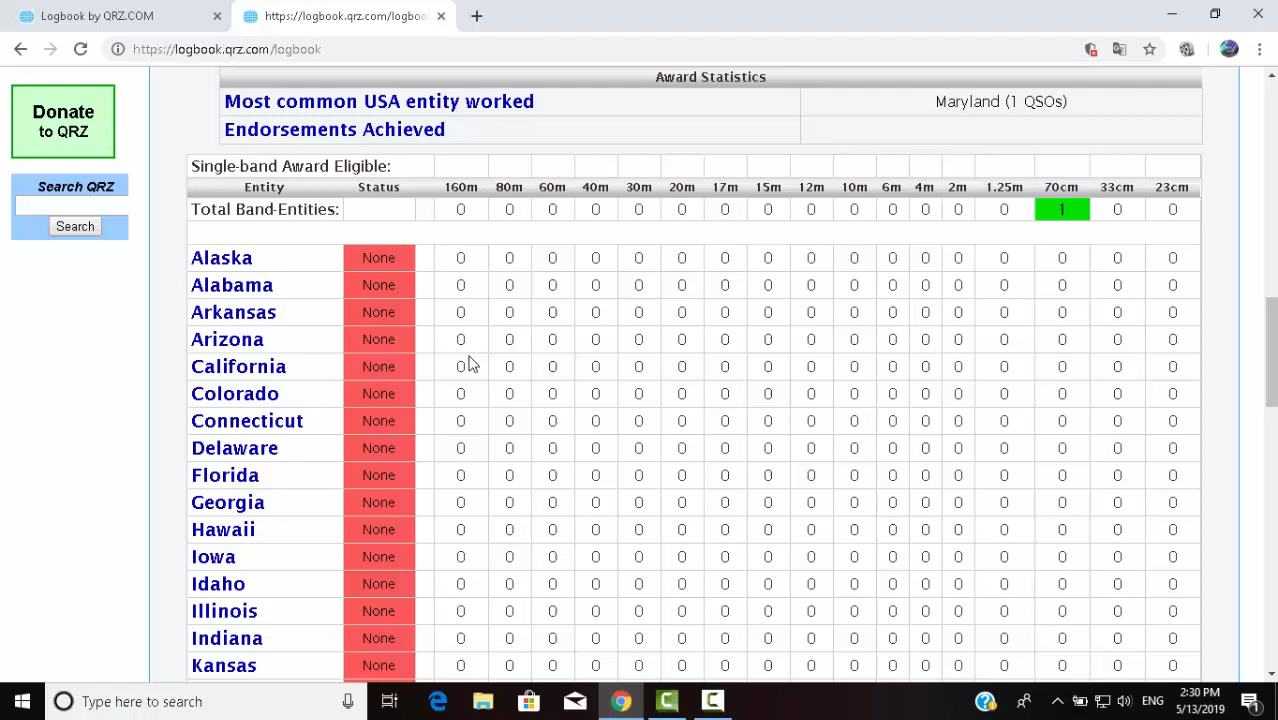 Logbook by QRZ.COM
https://logbook.qrz.com/logboo
https://logbook.qrz.com/logbook
Donate
to QRZ
Search QRZ
Search
Award Statistics
Most common USA entity worked Maryland (1 QSOs)
Endorsements Achieved
Single-band Award Eligible:
Entity Status 160m 80m 60m 40m 30m 20m 17m 15m 12m 10m 6m 4m 2m 1.25m 70cm 33cm 23cm
Total Band-Entities: 0 0 0 0 0 0 0 0 0 0 0 0 0 0 1 0 0
Alaska None 0 0 0 0 0 0 0 0 0 0 0 0 0 0 0 0 0
Alabama None 0 0 0 0 0 0 0 0 0 0 0 0 0 0 0 0 0
Arkansas None 0 0 0 0 0 0 0 0 0 0 0 0 0 0 0 0 0
Arizona None 0 0 0 0 0 0 0 0 0 0 0 0 0 0 0 0 0
California None 0 0 0 0 0 0 0 0 0 0 0 0 0 0 0 0 0
Colorado None 0 0 0 0 0 0 0 0 0 0 0 0 0 0 0 0 0
Connecticut None 0 0 0 0 0 0 0 0 0 0 0 0 0 0 0 0 0
Delaware None 0 0 0 0 0 0 0 0 0 0 0 0 0 0 0 0 0
Florida None 0 0 0 0 0 0 0 0 0 0 0 0 0 0 0 0 0
Georgia None 0 0 0 0 0 0 0 0 0 0 0 0 0 0 0 0 0
Hawaii None 0 0 0 0 0 0 0 0 0 0 0 0 0 0 0 0 0
Iowa None 0 0 0 0 0 0 0 0 0 0 0 0 0 0 0 0 0
Idaho None 0 0 0 0 0 0 0 0 0 0 0 0 0 0 0 0 0
Illinois None 0 0 0 0 0 0 0 0 0 0 0 0 0 0 0 0 0
Indiana None 0 0 0 0 0 0 0 0 0 0 0 0 0 0 0 0 0
Kansas None 0 0 0 0 0 0 0 0 0 0 0 0 0 0 0 0 0
Type here to search
ENG
2:30 PM
5/13/2019
1